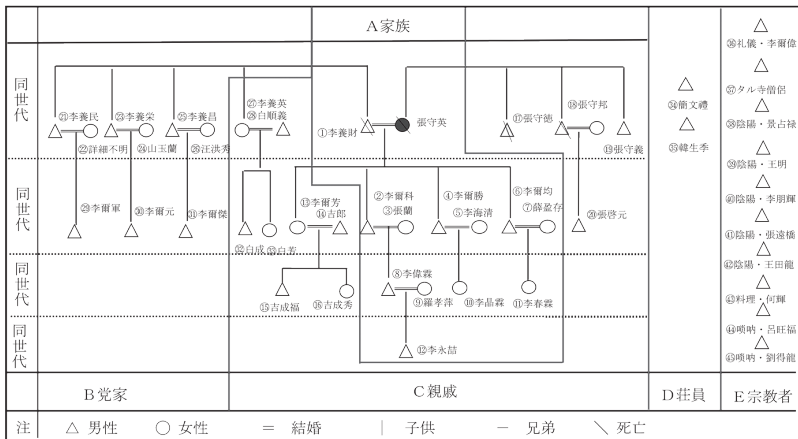 A家族
同世代
同世代
同世代
同世代
㉑李養民
㉒詳細不明
㉓李養栄
㉔山玉蘭
㉕李養昌
㉖汪洪秀
㉗李養英
㉘白順義
①李養財
張守英
⑰張守徳
⑱張守邦
⑲張守義
㉙李爾軍
㉚李爾元
㉛李爾傑
㉜白成
㉝白芳
⑬李爾芳
⑭吉郎
②李爾科
③張蘭
④李爾勝
⑤李海清
⑥李爾均
⑦薛盈存
⑳張啓元
⑮吉成福
⑯吉成秀
⑧李偉霖
⑨羅孝萍
⑩李晶霖
⑪李春霖
⑫李永喆
㉞簡文禮
㉟韓生季
㊱礼儀・李爾偉
㊲タル寺僧侶
㊳陰陽・景占禄
㊴陰陽・王明
㊵陰陽・李朋輝
㊶陰陽・張遠橋
㊷陰陽・王田龍
㊸料理・何輝
㊹唢呐・呂旺福
㊺唢呐・劉得龍
B党家
C親戚
D荘員
E宗教者
注 △ 男性 ○ 女性 = 結婚 | 子供 − 兄弟 ＼ 死亡